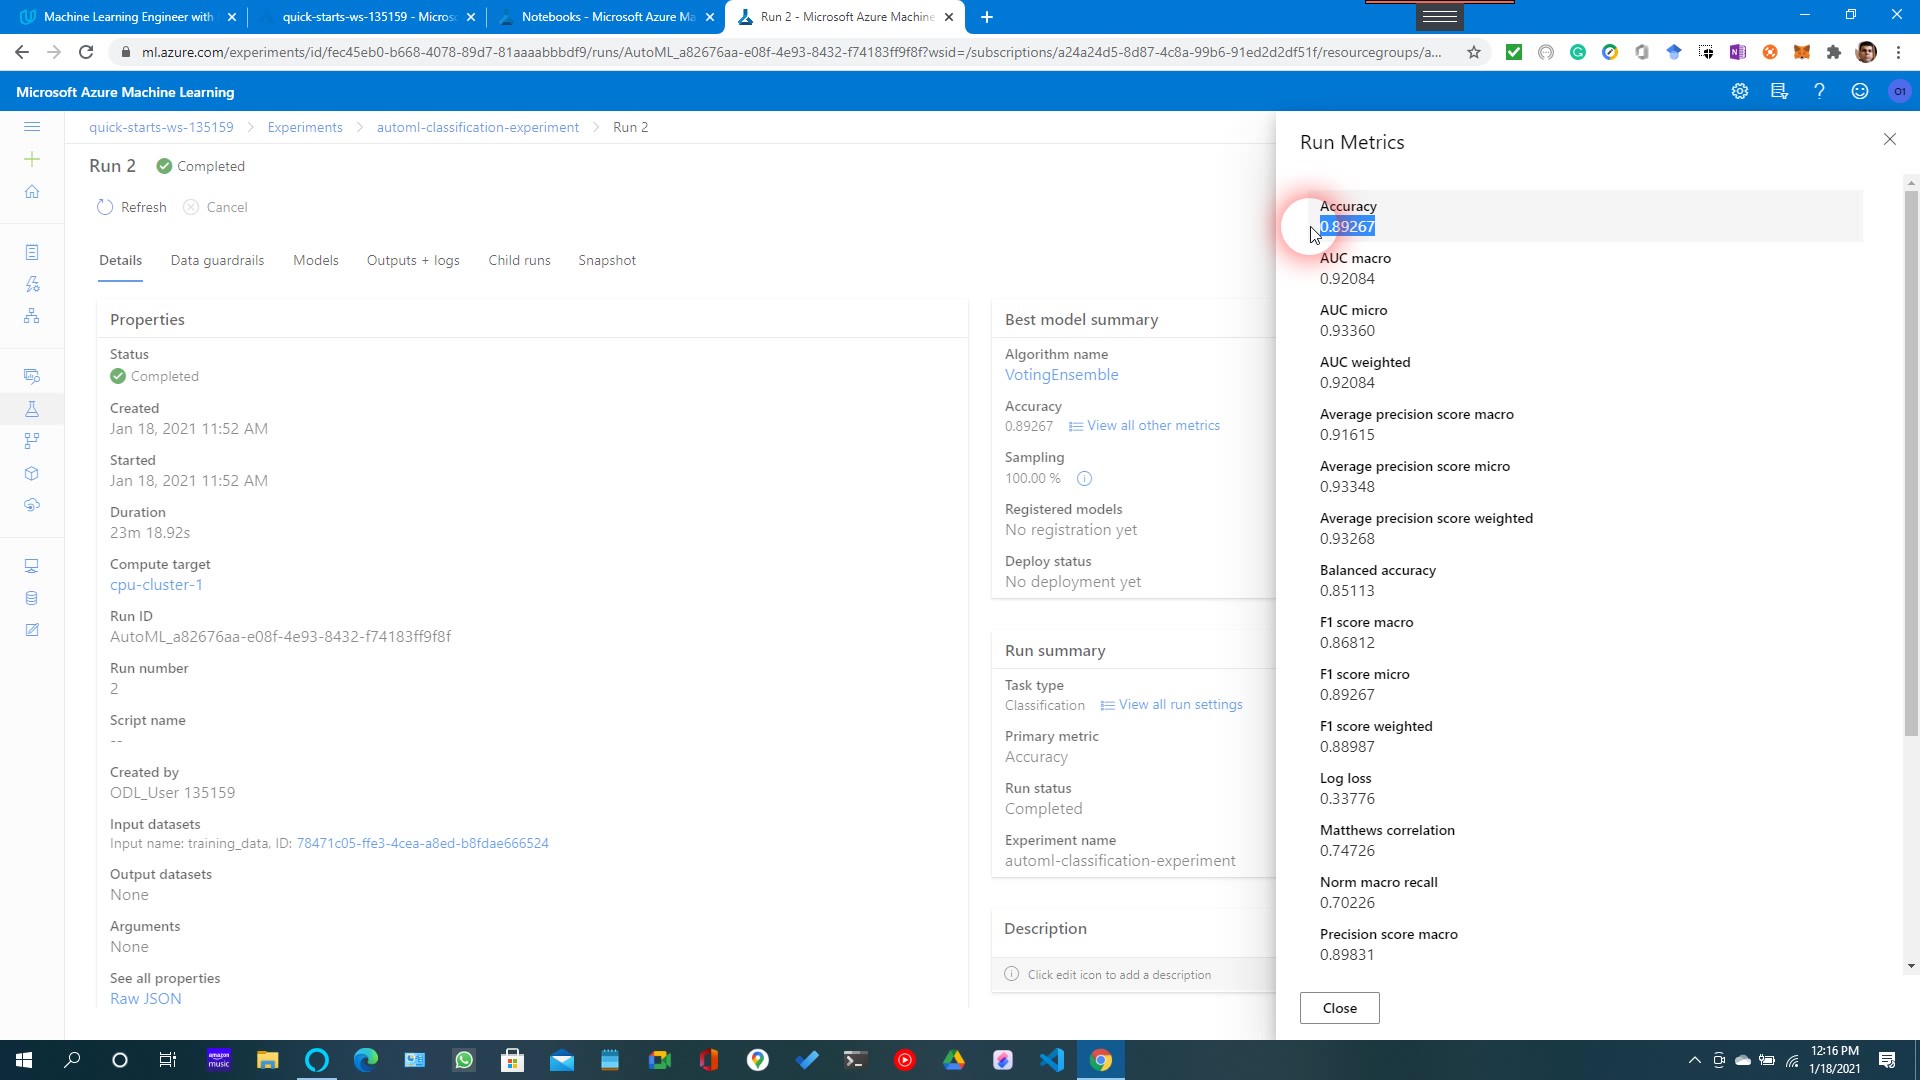 Machine Learning Engineer with
quick-starts-ws-135159 - Micros
Notebooks - Microsoft Azure Ma
Run 2 - Microsoft Azure Machine
ml.azure.com/experiments/id/fec45eb0-b668-4078-89d7-81aaaabbbdf9/runs/AutoML_a82676aa-e08f-4e93-8432-f74183ff9f8f?wsid=/subscriptions/a24a24d5-8d87-4c8a-99b6-91ed2d2df51f/resourcegroups/a...
Microsoft Azure Machine Learning
O1
quick-starts-ws-135159 > Experiments > automl-classification-experiment > Run 2
Run 2
Completed
Refresh
Cancel
Details
Data guardrails
Models
Outputs + logs
Child runs
Snapshot
Properties
Status
Completed
Created
Jan 18, 2021 11:52 AM
Started
Jan 18, 2021 11:52 AM
Duration
23m 18.92s
Compute target
cpu-cluster-1
Run ID
AutoML_a82676aa-e08f-4e93-8432-f74183ff9f8f
Run number
2
Script name
--
Created by
ODL_User 135159
Input datasets
Input name: training_data, ID: 78471c05-ffe3-4cea-a8ed-b8fdae666524
Output datasets
None
Arguments
None
See all properties
Raw JSON
Best model summary
Algorithm name
VotingEnsemble
Accuracy
0.89267 View all other metrics
Sampling
100.00 %
Registered models
No registration yet
Deploy status
No deployment yet
Run summary
Task type
Classification View all run settings
Primary metric
Accuracy
Run status
Completed
Experiment name
automl-classification-experiment
Description
Click edit icon to add a description
Run Metrics
Accuracy
0.89267
AUC macro
0.92084
AUC micro
0.93360
AUC weighted
0.92084
Average precision score macro
0.91615
Average precision score micro
0.93348
Average precision score weighted
0.93268
Balanced accuracy
0.85113
F1 score macro
0.86812
F1 score micro
0.89267
F1 score weighted
0.88987
Log loss
0.33776
Matthews correlation
0.74726
Norm macro recall
0.70226
Precision score macro
0.89831
Close
amazon
music
12:16 PM
1/18/2021